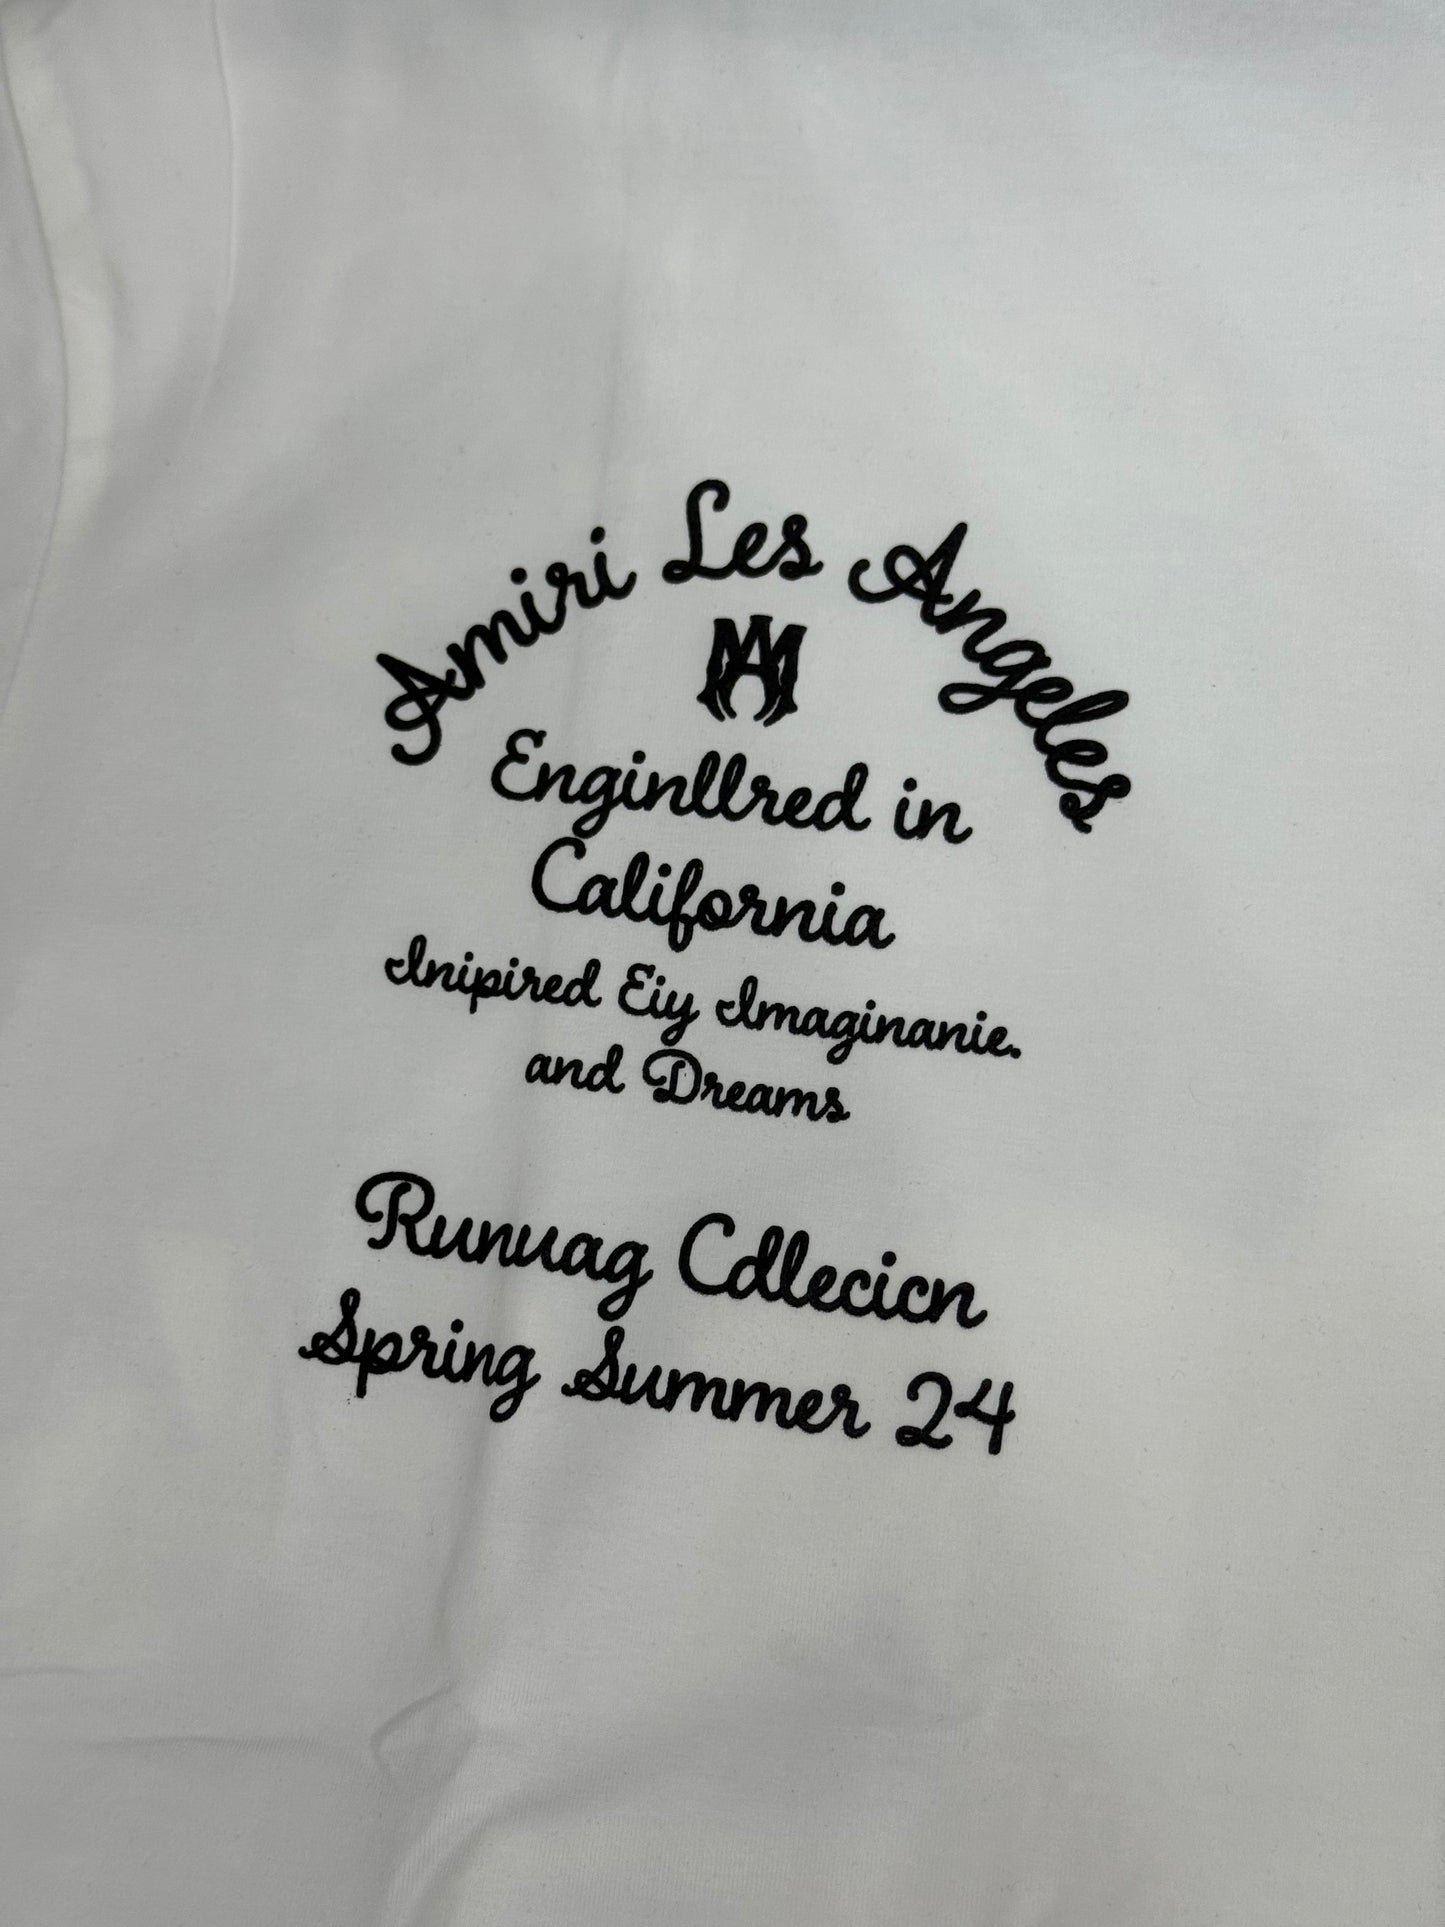 Amiri Les Angeles
MA
Enginllred in
California
Inipired Eiy Imaginanie.
and Dreams
Runuag Cdlecicn
Spring Summer 24